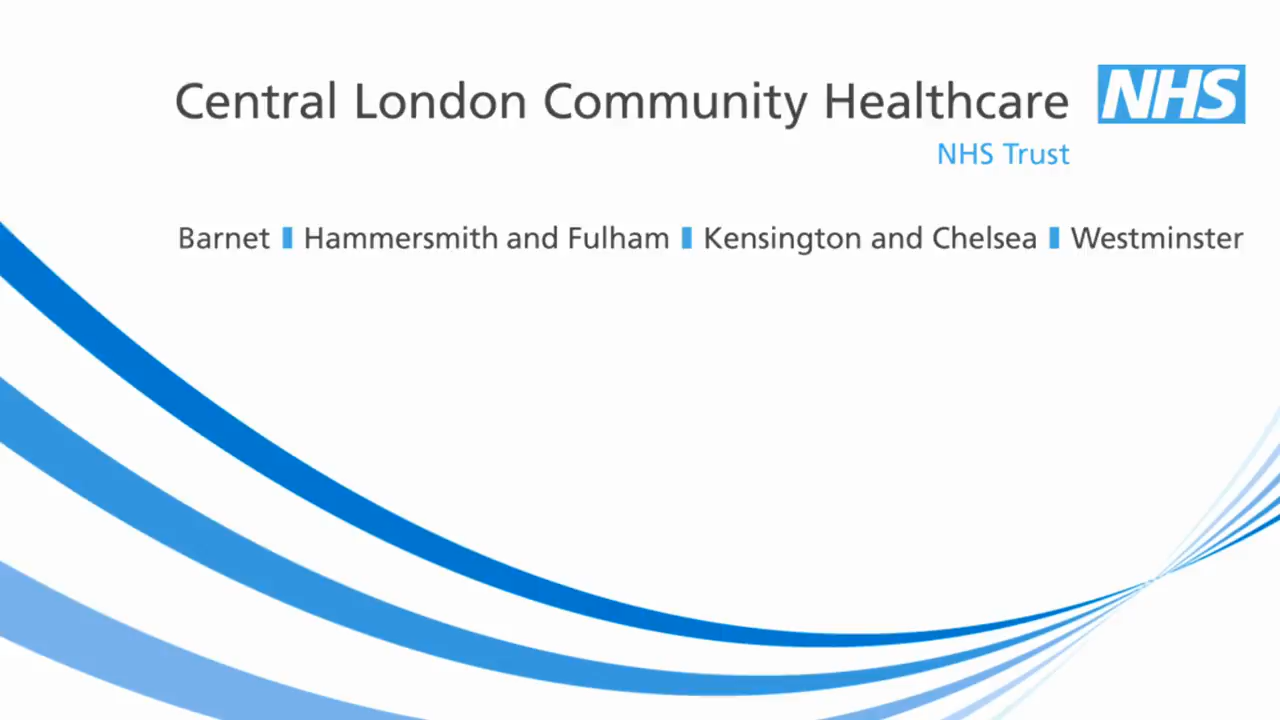 Central London Community Healthcare NHS
NHS Trust
Barnet Hammersmith and Fulham Kensington and Chelsea Westminster